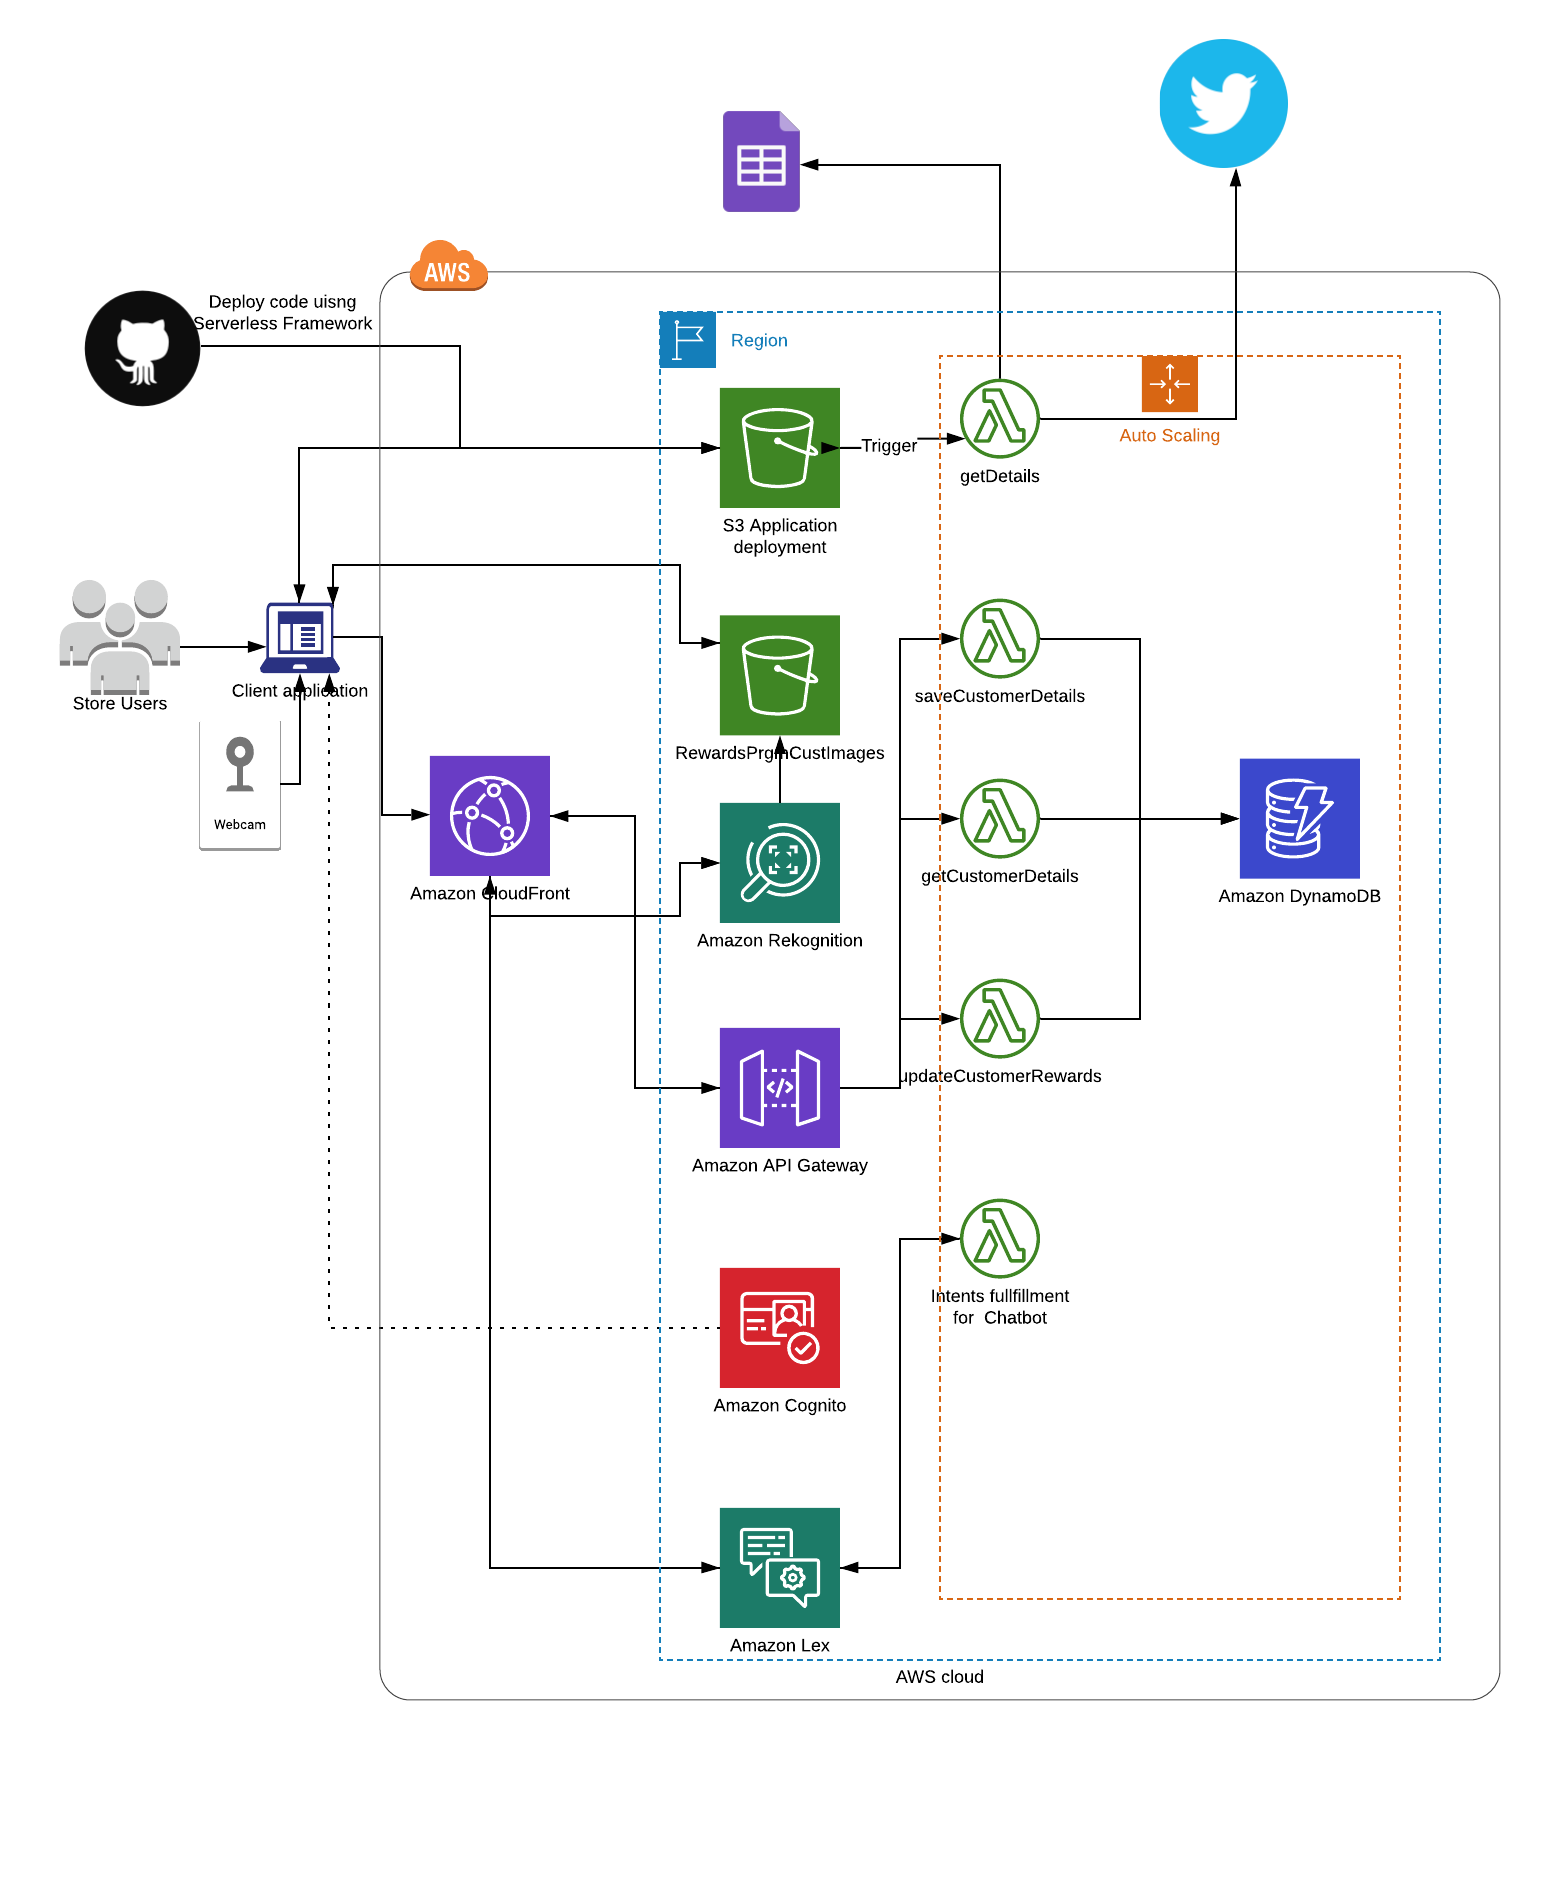 AWS
Deploy code uisng
Serverless Framework
Region
Auto Scaling
Trigger
getDetails
S3 Application
deployment
Store Users
Client application
saveCustomerDetails
RewardsPrgmCustImages
Webcam
Amazon CloudFront
getCustomerDetails
Amazon DynamoDB
Amazon Rekognition
updateCustomerRewards
Amazon API Gateway
Intents fullfillment
for  Chatbot
Amazon Cognito
Amazon Lex
AWS cloud